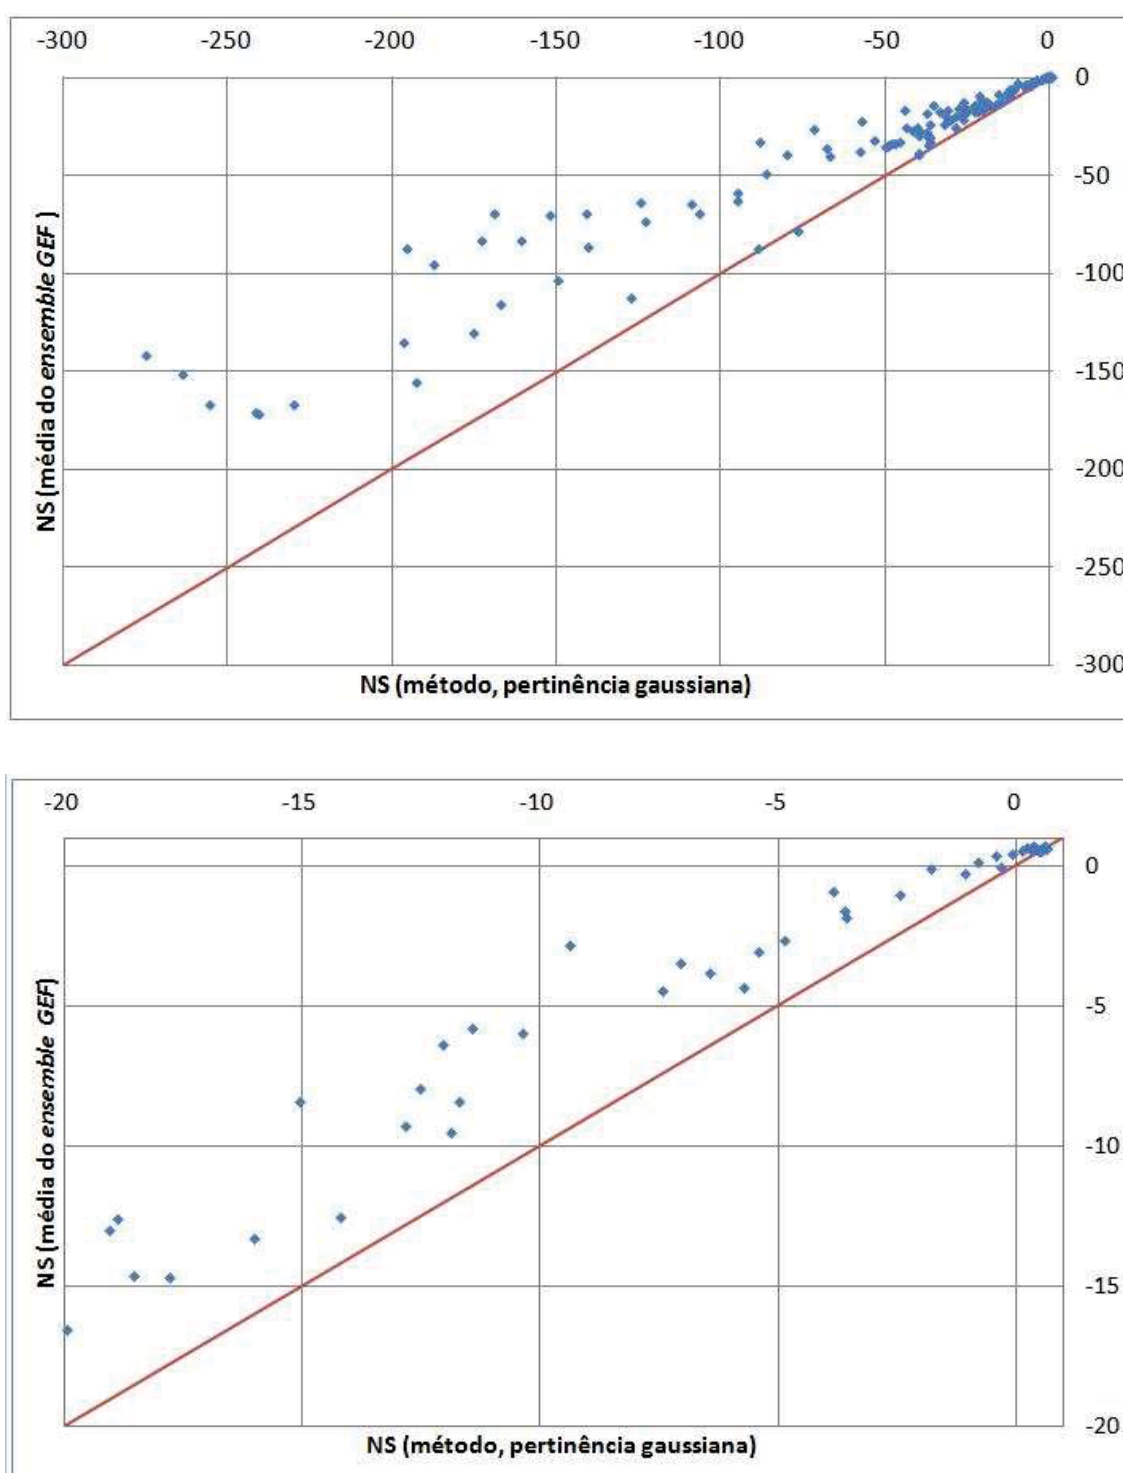 -300 -250 -200 -150 -100 -50 0
0
-50
-100
-150
-200
-250
-300
NS (média do ensemble GEF )
NS (método, pertinência gaussiana)
-20 -15 -10 -5 0
0
-5
-10
-15
-20
NS (média do ensemble GEF)
NS (método, pertinência gaussiana)